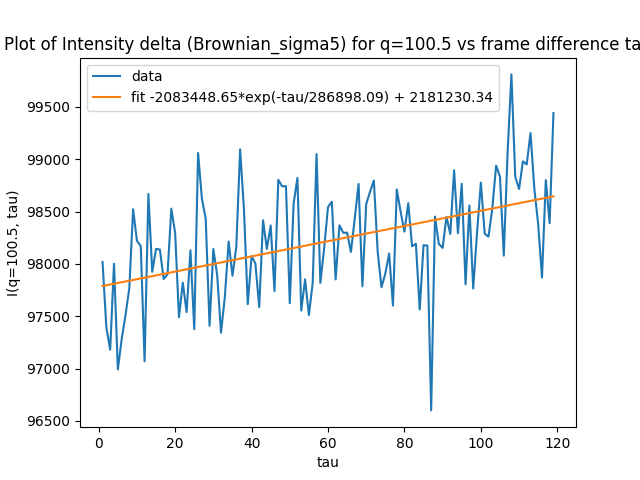 Plot of Intensity delta (Brownian_sigma5) for q=100.5 vs frame difference ta
data
fit -2083448.65*exp(-tau/286898.09) + 2181230.34
99500
99000
98500
98000
97500
97000
96500
I(q=100.5, tau)
0 20 40 60 80 100 120
tau